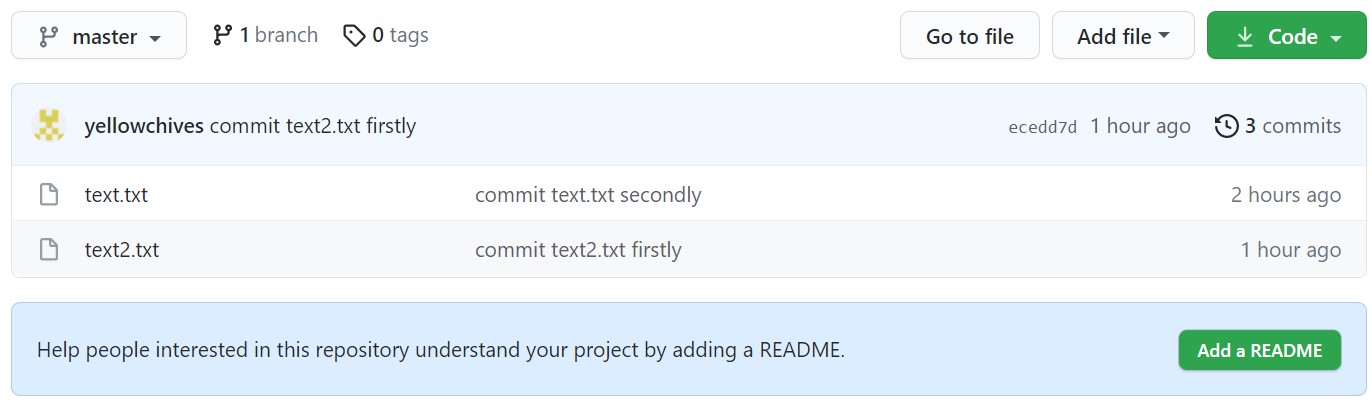 master 1 branch 0 tags Go to file Add file Code
yellowchives commit text2.txt firstly ecedd7d 1 hour ago 3 commits
text.txt commit text.txt secondly 2 hours ago
text2.txt commit text2.txt firstly 1 hour ago
Help people interested in this repository understand your project by adding a README. Add a README